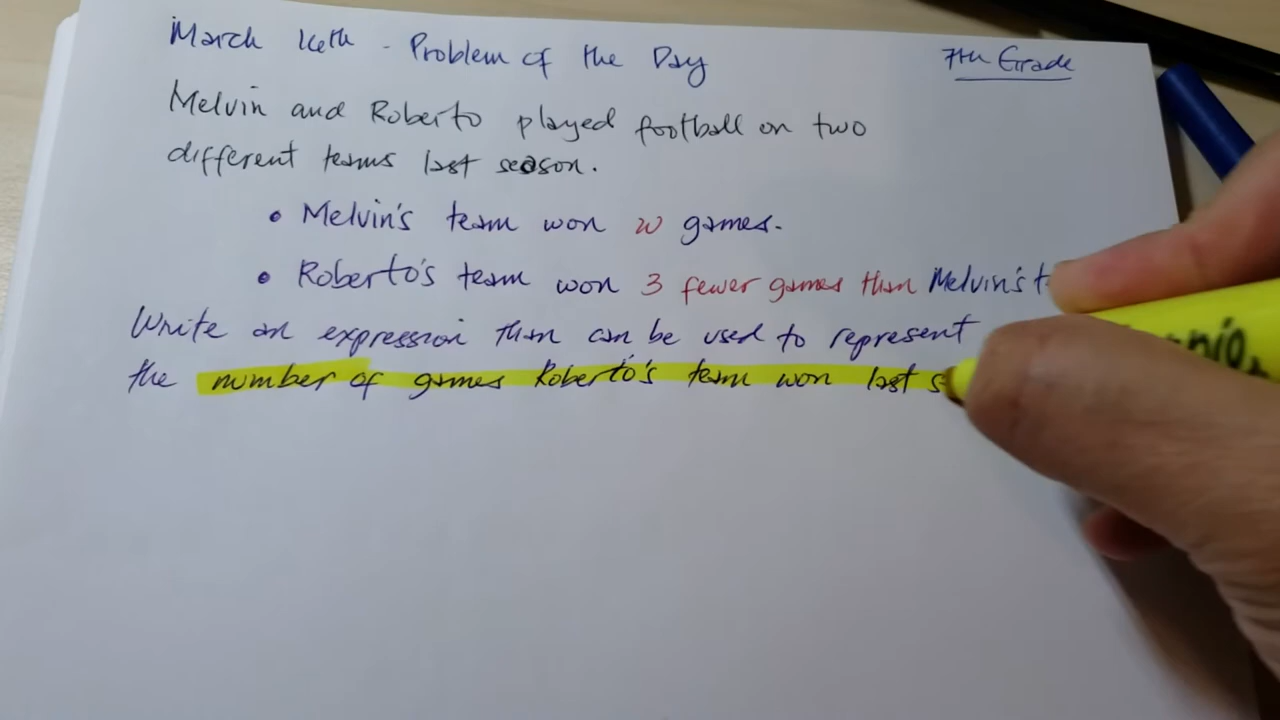 March 16th - Problem of the Day
7th Grade
Melvin and Roberto played football on two
different teams last season.
• Melvin's team won w games.
• Roberto's team won 3 fewer games than Melvin's t
Write an expression than can be used to represent
the number of games Roberto's team won last s